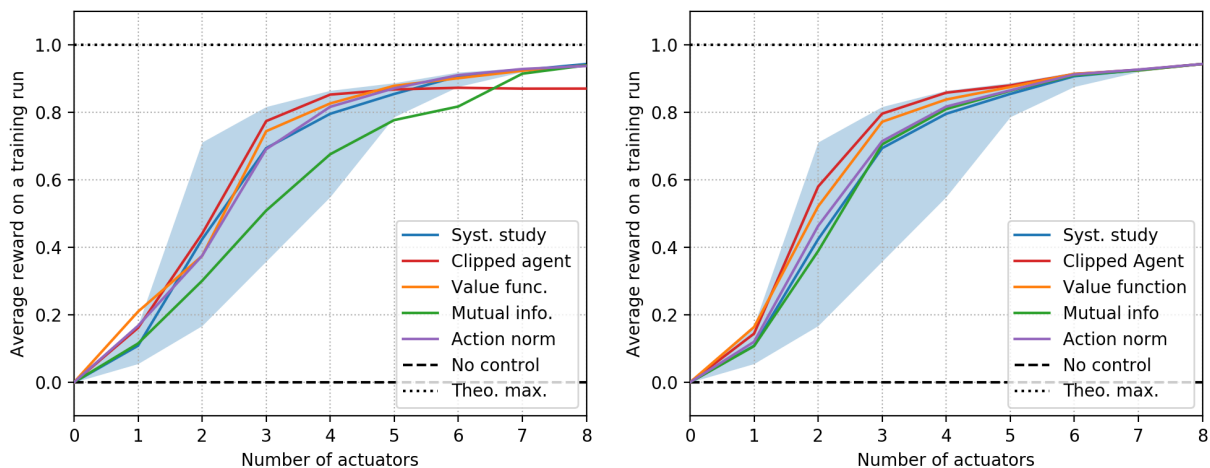 1.0
0.8
0.6
0.4
0.2
0.0
Average reward on a training run
0 1 2 3 4 5 6 7 8
Number of actuators
Syst. study
Clipped agent
Value func.
Mutual info.
Action norm
No control
Theo. max.
1.0
0.8
0.6
0.4
0.2
0.0
Average reward on a training run
0 1 2 3 4 5 6 7 8
Number of actuators
Syst. study
Clipped Agent
Value function
Mutual info
Action norm
No control
Theo. max.